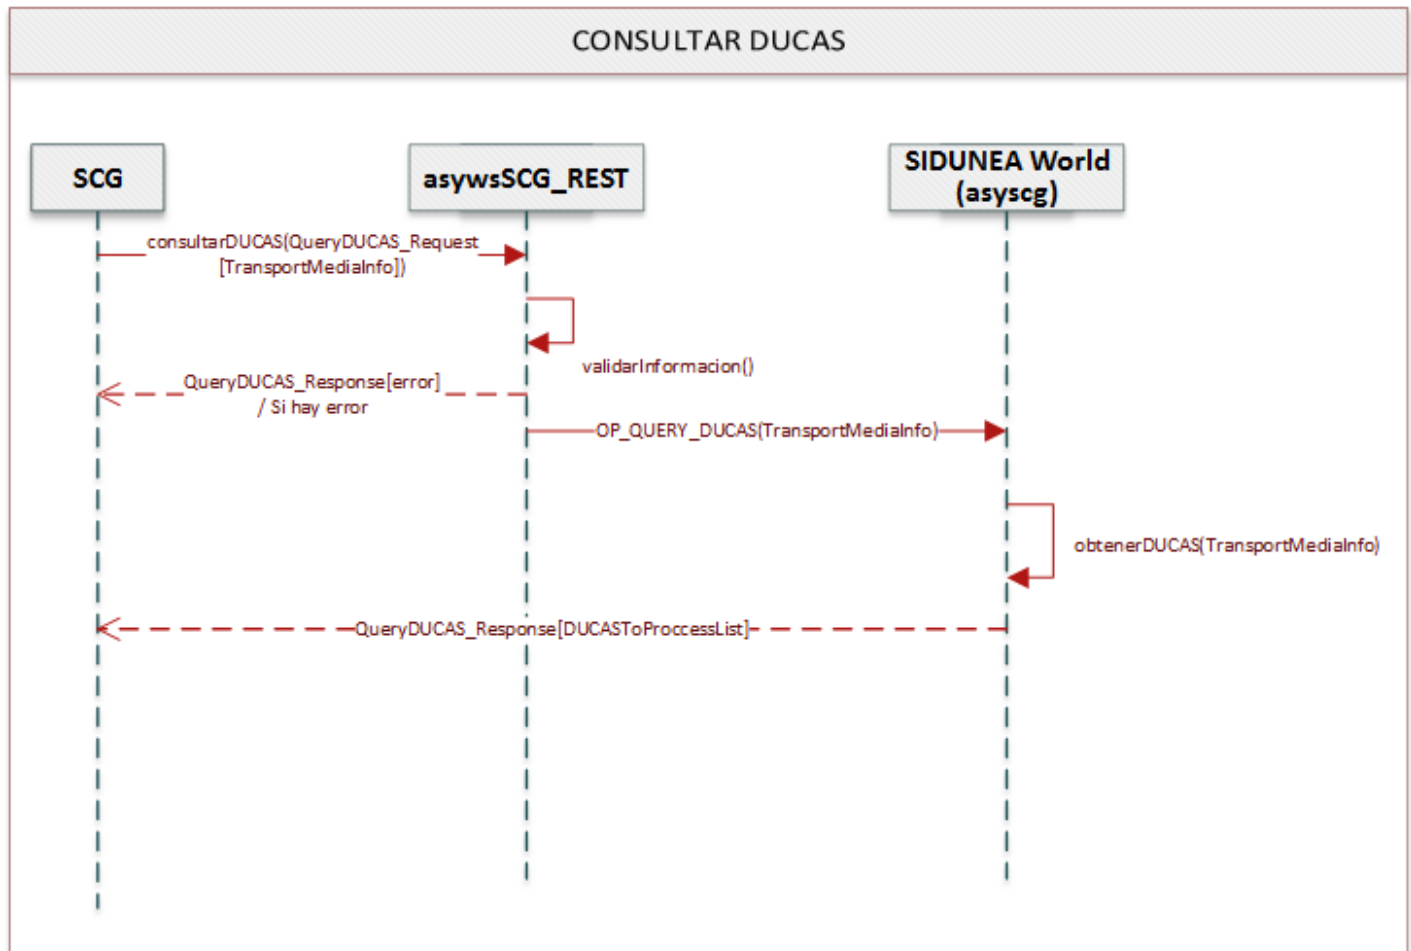 CONSULTAR DUCAS
SCG
asywsSCG_REST
SIDUNEA World
(asyscg)
consultarDUCAS(QueryDUCAS_Request
[TransportMediaInfo])
validarInformacion()
QueryDUCAS_Response[error]
/ Si hay error
OP_QUERY_DUCAS(TransportMediaInfo)
obtenerDUCAS(TransportMediaInfo)
QueryDUCAS_Response[DUCASToProccessList]